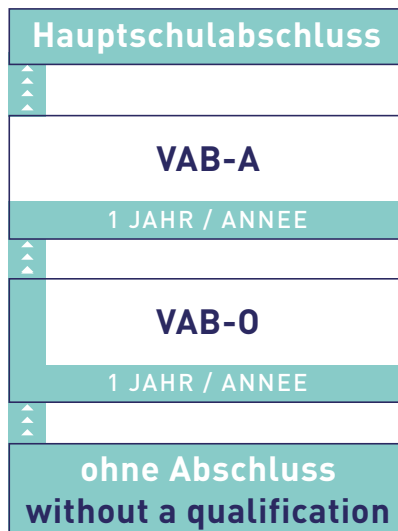 Hauptschulabschluss
VAB-A
1 JAHR / ANNEE
VAB-O
1 JAHR / ANNEE
ohne Abschluss
without a qualification